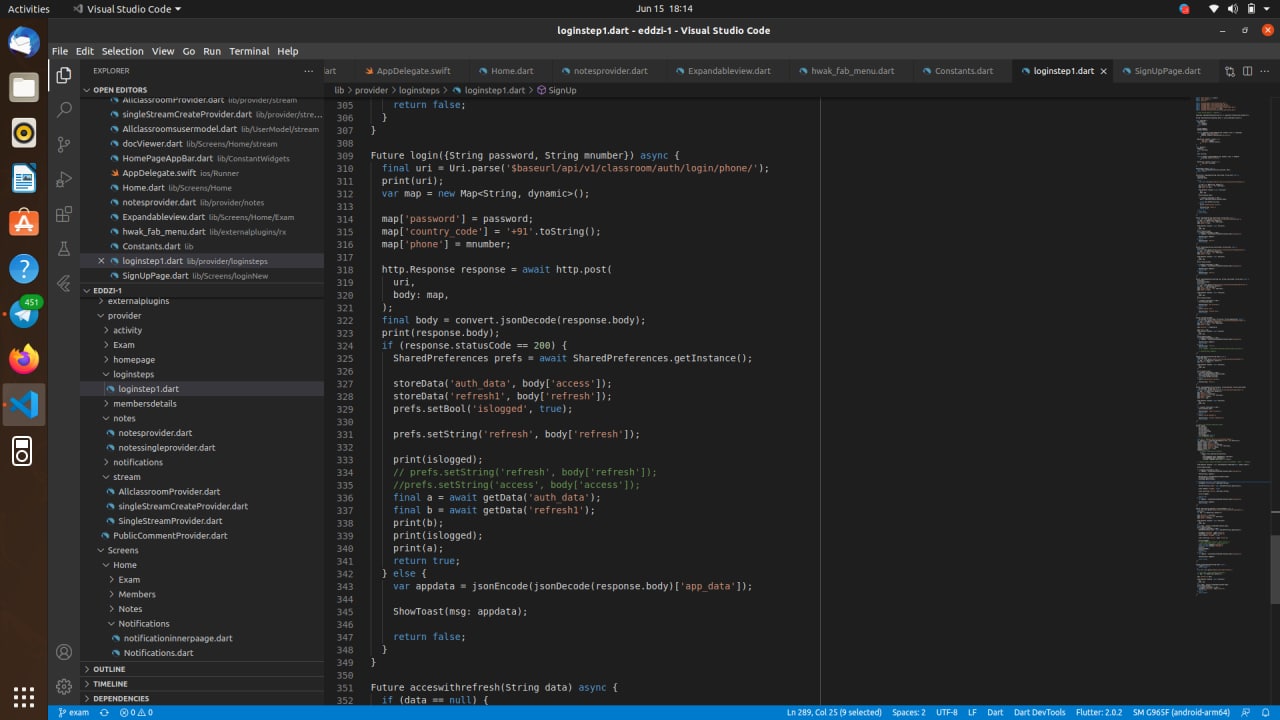 Activities Visual Studio Code Jun 15 18:14
loginstep1.dart - eddzi-1 - Visual Studio Code
File Edit Selection View Go Run Terminal Help
EXPLORER
art AppDelegate.swift Home.dart notesprovider.dart Expandableview.dart hwak_fab_menu.dart Constants.dart loginstep1.dart SignUpPage.dart
lib > provider > loginsteps > loginstep1.dart > SignUp
OPEN EDITORS
AllclassroomProvider.dart lib/provider/stream
singleStreamCreateProvider.dart lib/provider/stre...
Allclassroomsusermodel.dart lib/UserModel/stream
docViewer.dart lib/Screens/Home/stream
HomePageAppBar.dart lib/ConstantWidgets
AppDelegate.swift ios/Runner
Home.dart lib/Screens/Home
notesprovider.dart lib/provider/notes
Expandableview.dart lib/Screens/Home/Exam
hwak_fab_menu.dart lib/externalplugins/rx
Constants.dart lib
loginstep1.dart lib/provider/loginsteps
SignUpPage.dart lib/Screens/loginNew
EDDZI-1
externalplugins
provider
activity
Exam
homepage
loginsteps
loginstep1.dart
membersdetails
notes
notesprovider.dart
notessingleprovider.dart
notifications
stream
AllclassroomProvider.dart
singleStreamCreateProvider.dart
SingleStreamProvider.dart
PublicCommentProvider.dart
Screens
Home
Exam
Members
Notes
Notifications
notificationinnerpaage.dart
Notifications.dart
OUTLINE
TIMELINE
DEPENDENCIES
451
305 return false;
306 }
307 }
308
309 Future login({String password, String mnumber}) async {
310 final uri = Uri.parse('$baseurl/api/v1/classroom/auth/login/phone/');
311 print(uri);
312 var map = new Map<String, dynamic>();
313
314 map['password'] = password;
315 map['country_code'] = '+91'.toString();
316 map['phone'] = mnumber;
317
318 http.Response response = await http.post(
319 uri,
320 body: map,
321 );
322 final body = convert.jsonDecode(response.body);
323 print(response.body);
324 if (response.statusCode == 200) {
325 SharedPreferences prefs = await SharedPreferences.getInstance();
326
327 storeData('auth_data', body['access']);
328 storeData('refresh1', body['refresh']);
329 prefs.setBool('islogged', true);
330
331 prefs.setString('refresh', body['refresh']);
332
333 print(islogged);
334 // prefs.setString('refresh', body['refresh']);
335 //prefs.setString('access', body['access']);
336 final a = await getData('auth_data');
337 final b = await getData('refresh1');
338 print(b);
339 print(islogged);
340 print(a);
341 return true;
342 } else {
343 var appdata = jsonEncode(jsonDecode(response.body)['app_data']);
344
345 ShowToast(msg: appdata);
346
347 return false;
348 }
349 }
350
351 Future acceswithrefresh(String data) async {
352 if (data == null) {
exam 0 0 Ln 289, Col 25 (9 selected) Spaces: 2 UTF-8 LF Dart Dart DevTools Flutter: 2.0.2 SM G965F (android-arm64)